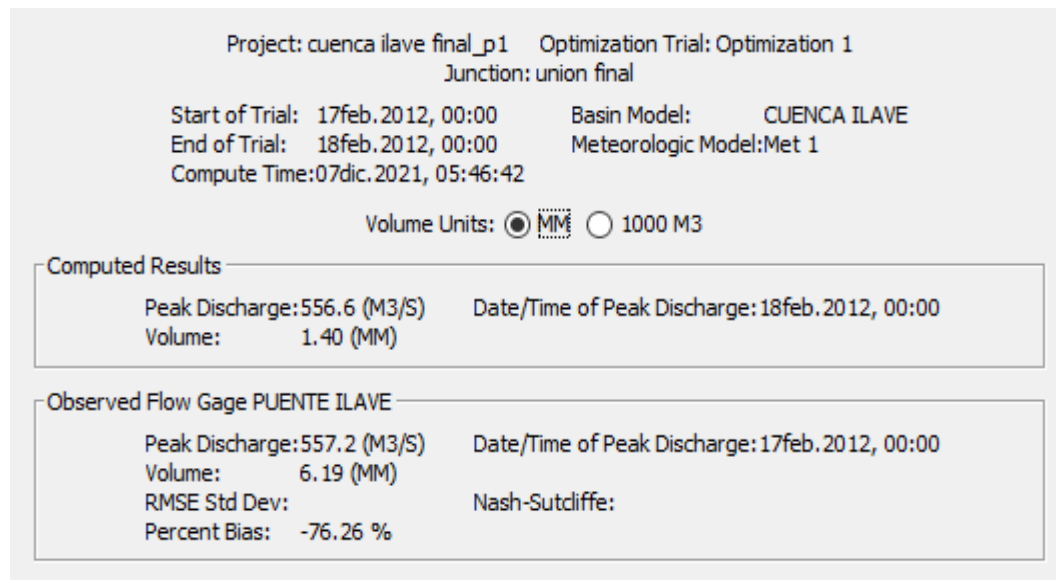 Project: cuenca ilave final_p1 Optimization Trial: Optimization 1
Junction: union final
Start of Trial: 17feb.2012, 00:00 Basin Model: CUENCA ILAVE
End of Trial: 18feb.2012, 00:00 Meteorologic Model:Met 1
Compute Time:07dic.2021, 05:46:42
Volume Units: MM 1000 M3
Computed Results
Peak Discharge:556.6 (M3/S) Date/Time of Peak Discharge:18feb.2012, 00:00
Volume: 1.40 (MM)
Observed Flow Gage PUENTE ILAVE
Peak Discharge:557.2 (M3/S) Date/Time of Peak Discharge:17feb.2012, 00:00
Volume: 6.19 (MM)
RMSE Std Dev: Nash-Sutcliffe:
Percent Bias: -76.26 %